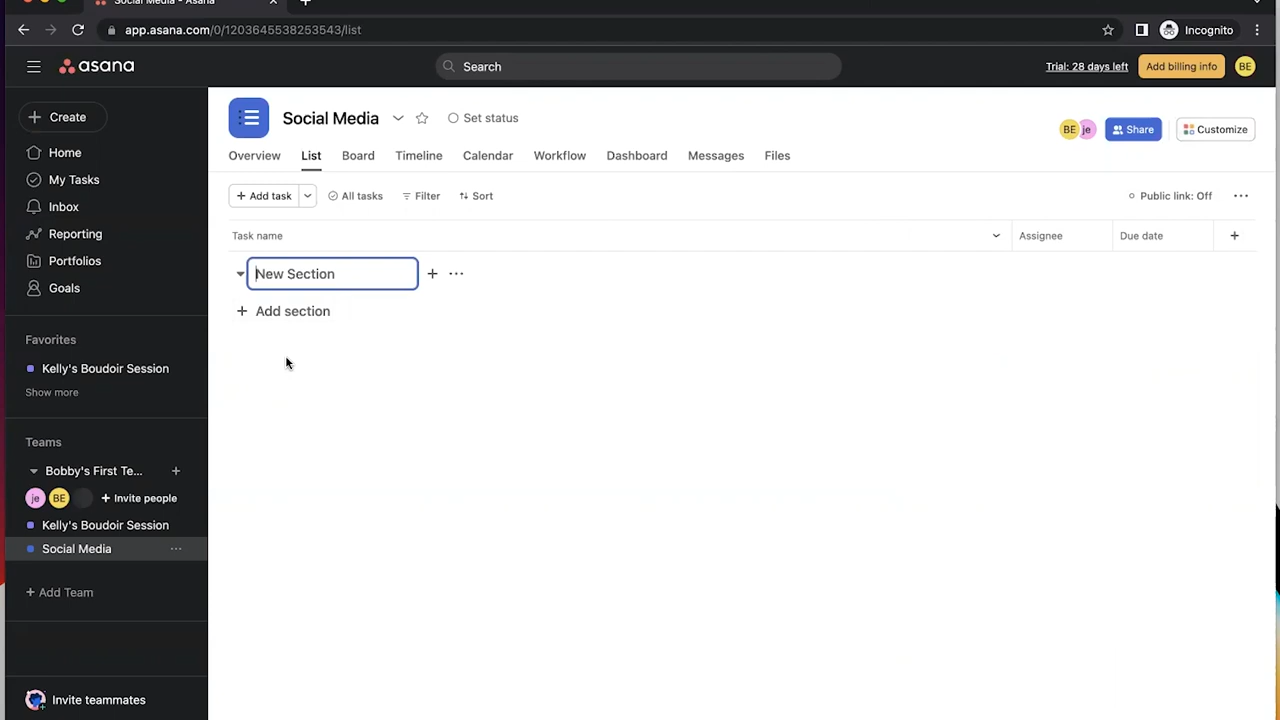 Social Media - Asana
app.asana.com/0/1203645538253543/list
Incognito
asana
Search
Trial: 28 days left
Add billing info
BE
Create
Home
My Tasks
Inbox
Reporting
Portfolios
Goals
Favorites
Kelly's Boudoir Session
Show more
Teams
Bobby's First Te...
je BE + Invite people
Kelly's Boudoir Session
Social Media
+ Add Team
Invite teammates
Social Media
Set status
BE je
Share
Customize
Overview List Board Timeline Calendar Workflow Dashboard Messages Files
+ Add task All tasks Filter Sort
Public link: Off
Task name Assignee Due date
New Section
+ Add section